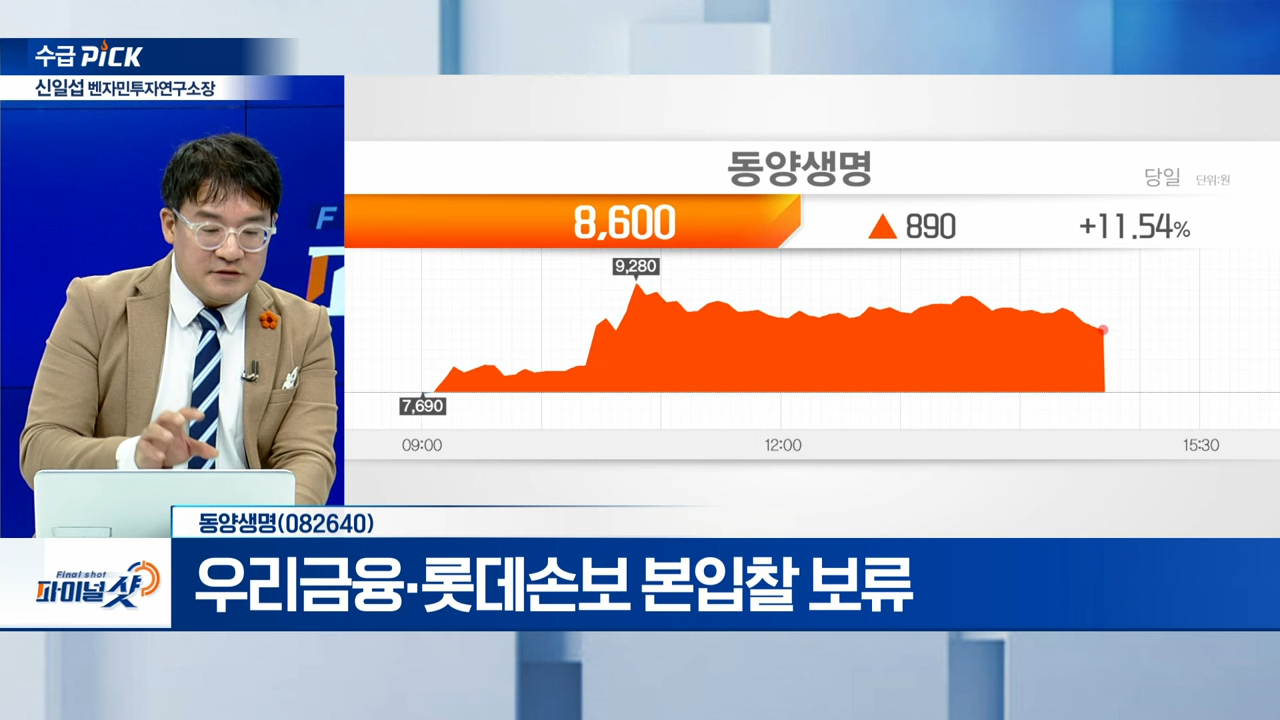 수급 PiCK
신일섭 벤자민투자연구소장
F
동양생명
당일 단위:원
8,600 ▲ 890 +11.54%
9,280
7,690
09:00 12:00 15:30
동양생명(082640)
Final shot
파이널샷
우리금융·롯데손보 본입찰 보류